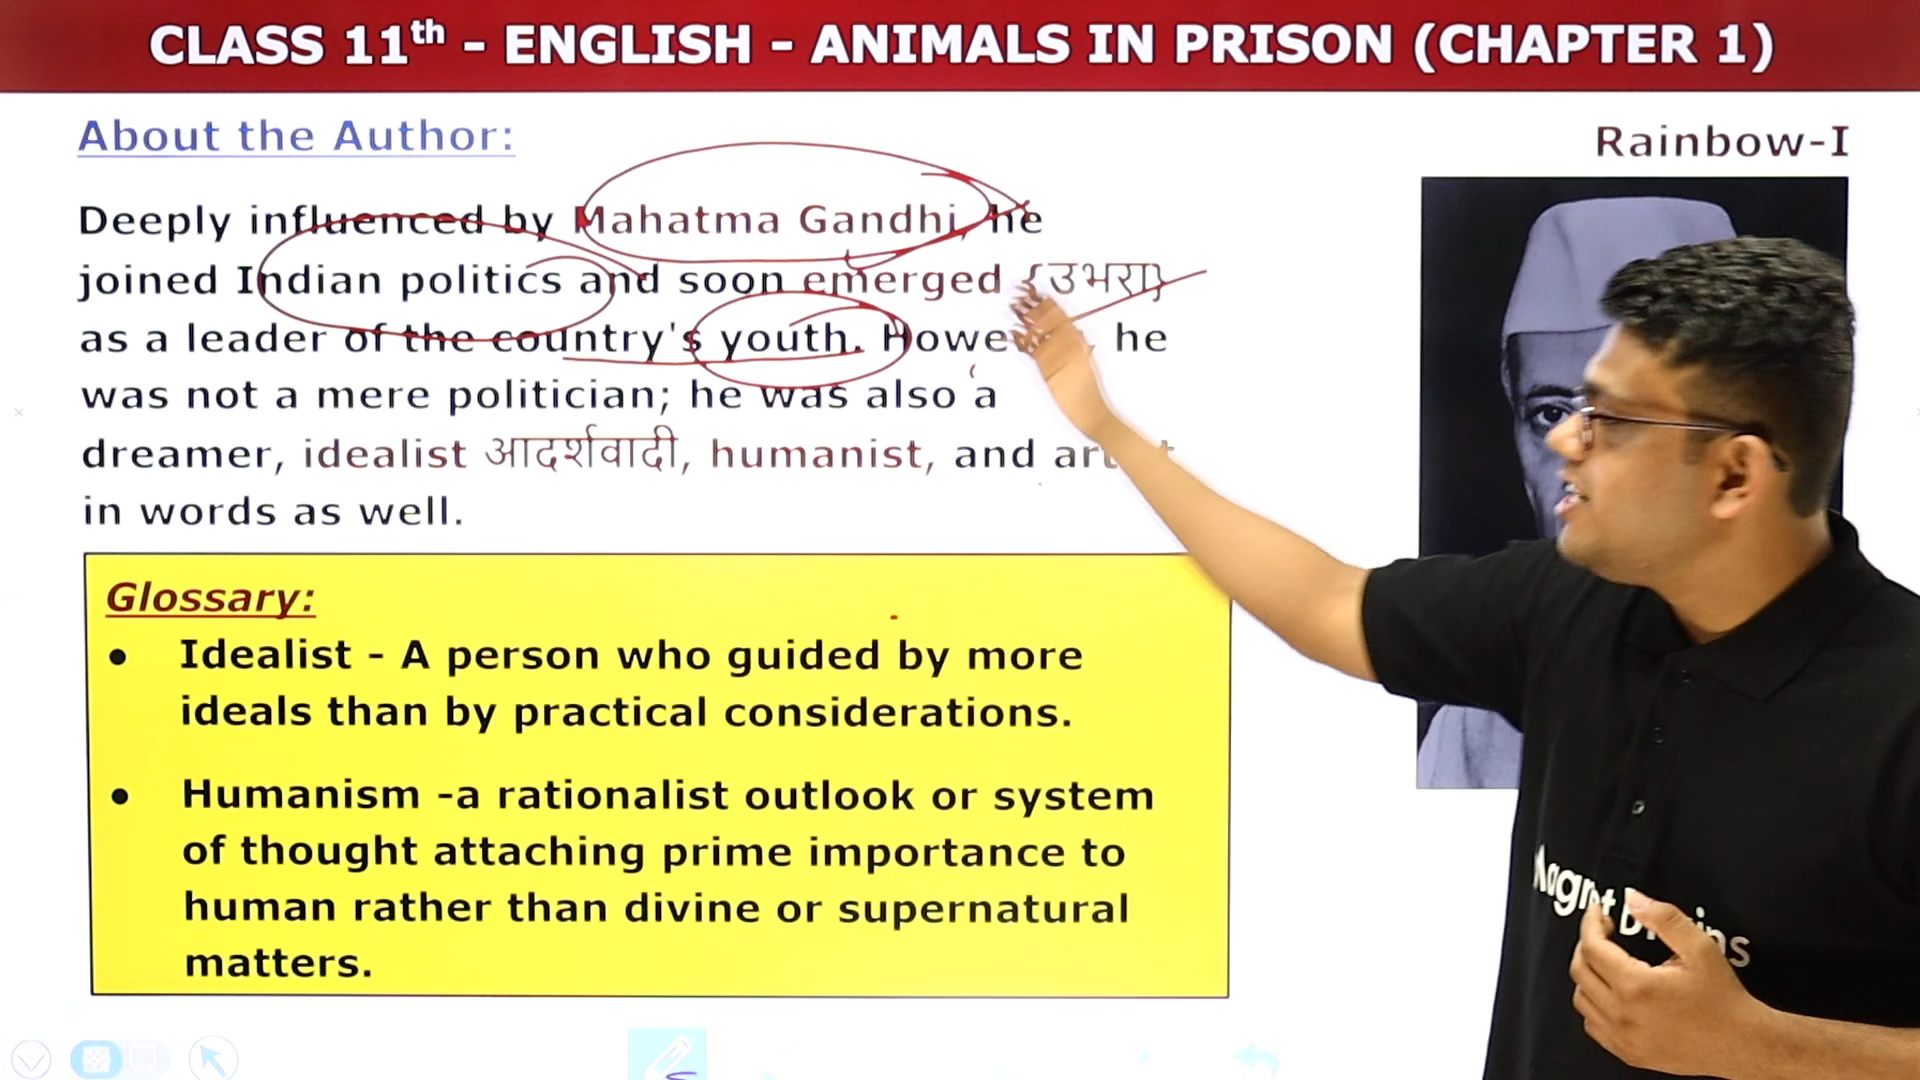 CLASS 11th - ENGLISH - ANIMALS IN PRISON (CHAPTER 1)
About the Author:
Rainbow-I
Deeply influenced by Mahatma Gandhi, he
joined Indian politics and soon emerged {उभरा}
as a leader of the country's youth. he
was not a mere politician; he was also a
dreamer, idealist आदर्शवादी, humanist, and
in words as well.
Glossary:
• Idealist - A person who guided by more
ideals than by practical considerations.
• Humanism -a rationalist outlook or system
of thought attaching prime importance to
human rather than divine or supernatural
matters.